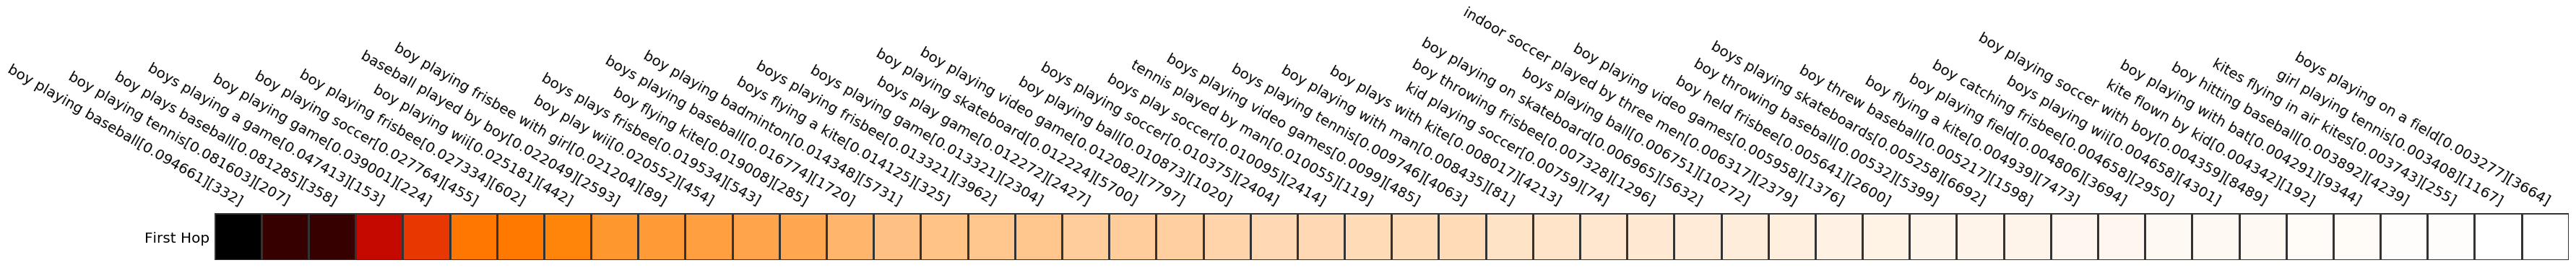 boy playing baseball[0.094661][332]
boy playing tennis[0.081603][207]
boy plays baseball[0.081285][358]
boys playing a game[0.047413][153]
boy playing game[0.039001][224]
boy playing soccer[0.027764][455]
boy playing frisbee[0.027334][602]
boy playing wii[0.025181][442]
baseball played by boy[0.022049][2593]
boy playing frisbee with girl[0.021204][89]
boy play wii[0.020552][454]
boys plays frisbee[0.019534][543]
boy flying kite[0.019008][285]
boys playing baseball[0.016774][1720]
boy playing badminton[0.014348][5731]
boys flying a kite[0.014125][325]
boys playing frisbee[0.013321][3962]
boys playing game[0.013321][2304]
boys play game[0.012272][2427]
boy playing skateboard[0.012224][5700]
boy playing video game[0.012082][7797]
boy playing ball[0.010873][1020]
boys playing soccer[0.010375][2404]
boys play soccer[0.010095][2414]
tennis played by man[0.010055][119]
boys playing video games[0.0099][485]
boys playing tennis[0.009746][4063]
boy playing with man[0.008435][81]
boy plays with kite[0.008017][4213]
kid playing soccer[0.00759][74]
boy throwing frisbee[0.007328][1296]
boy playing on skateboard[0.006965][5632]
boys playing ball[0.006751][10272]
indoor soccer played by three men[0.006317][2379]
boy playing video games[0.005958][1376]
boy held frisbee[0.005641][2600]
boy throwing baseball[0.005532][5399]
boys playing skateboards[0.005258][6692]
boy threw baseball[0.005217][1598]
boy flying a kite[0.004993][7473]
boy playing field[0.004806][3694]
boy catching frisbee[0.004658][2950]
boys playing wii[0.004658][4301]
boy playing soccer with boy[0.004359][8489]
kite flown by kid[0.004342][192]
boy playing with bat[0.004291][9344]
boy hitting baseball[0.003892][4239]
kites flying in air kites[0.003743][255]
girl playing tennis[0.003408][1167]
boys playing on a field[0.003277][3664]
First Hop